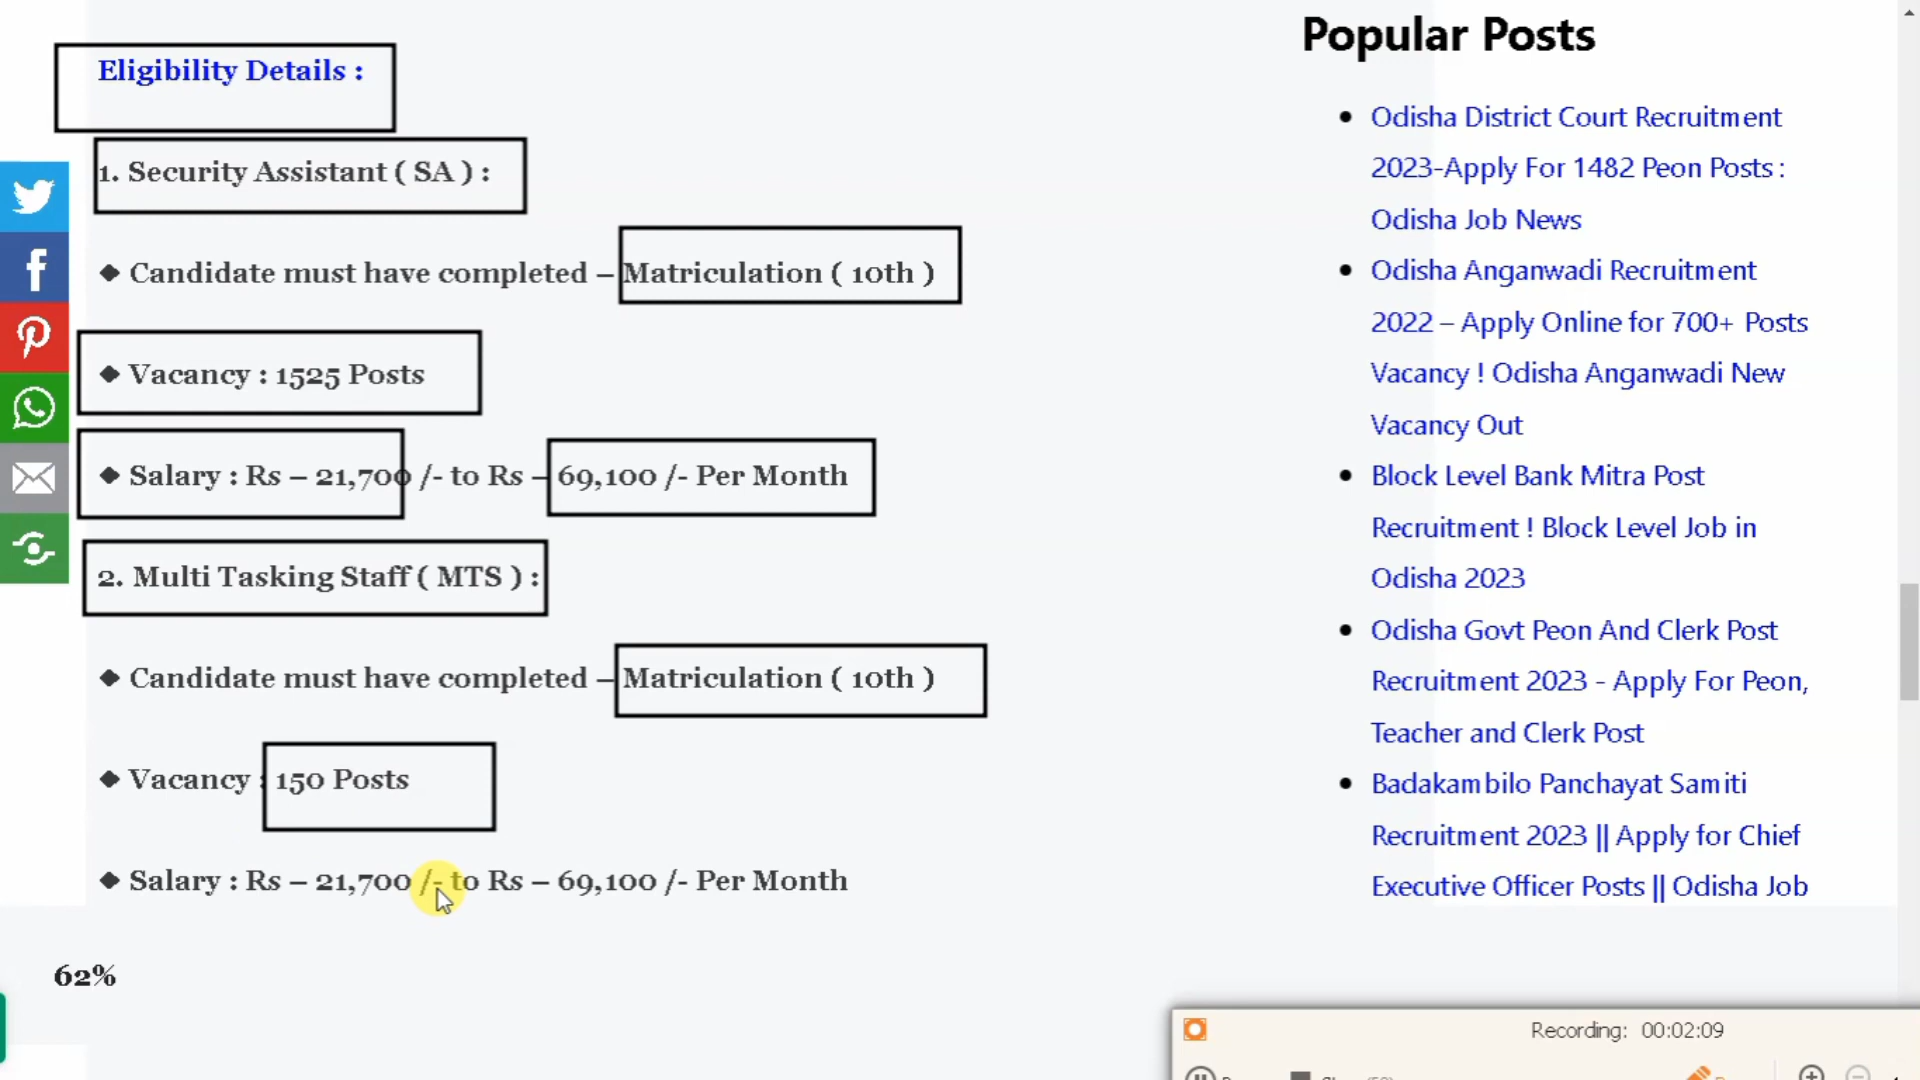 Eligibility Details :
1. Security Assistant ( SA ) :
◆ Candidate must have completed – Matriculation ( 10th )
◆ Vacancy : 1525 Posts
◆ Salary : Rs – 21,700 /- to Rs – 69,100 /- Per Month
2. Multi Tasking Staff ( MTS ) :
◆ Candidate must have completed – Matriculation ( 10th )
◆ Vacancy : 150 Posts
◆ Salary : Rs – 21,700 /- to Rs – 69,100 /- Per Month
62%
Popular Posts
• Odisha District Court Recruitment
2023-Apply For 1482 Peon Posts :
Odisha Job News
• Odisha Anganwadi Recruitment
2022 – Apply Online for 700+ Posts
Vacancy ! Odisha Anganwadi New
Vacancy Out
• Block Level Bank Mitra Post
Recruitment ! Block Level Job in
Odisha 2023
• Odisha Govt Peon And Clerk Post
Recruitment 2023 - Apply For Peon,
Teacher and Clerk Post
• Badakambilo Panchayat Samiti
Recruitment 2023 || Apply for Chief
Executive Officer Posts || Odisha Job
Recording: 00:02:09